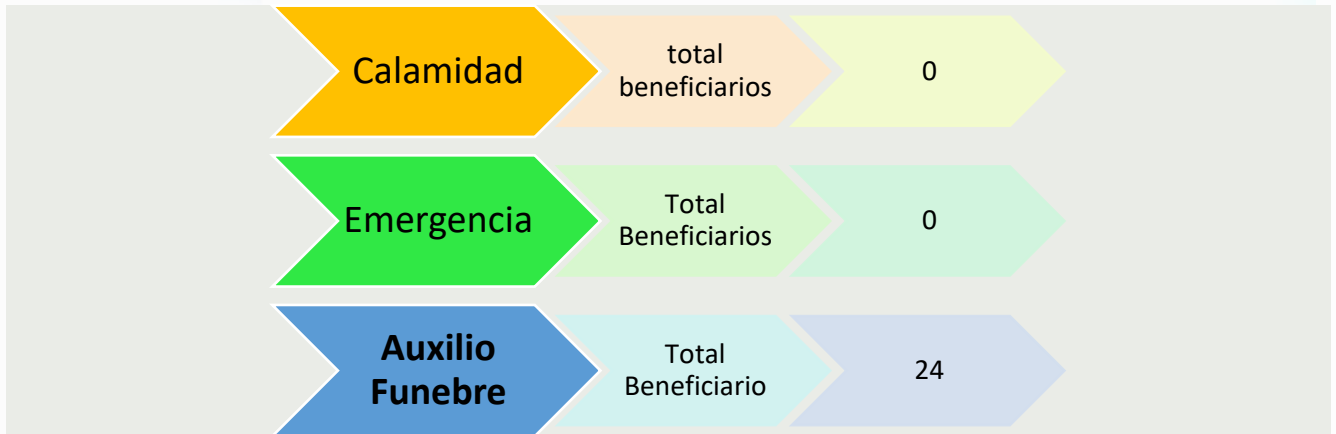 Calamidad
total
beneficiarios
0
Emergencia
Total
Beneficiarios
0
Auxilio
Funebre
Total
Beneficiario
24